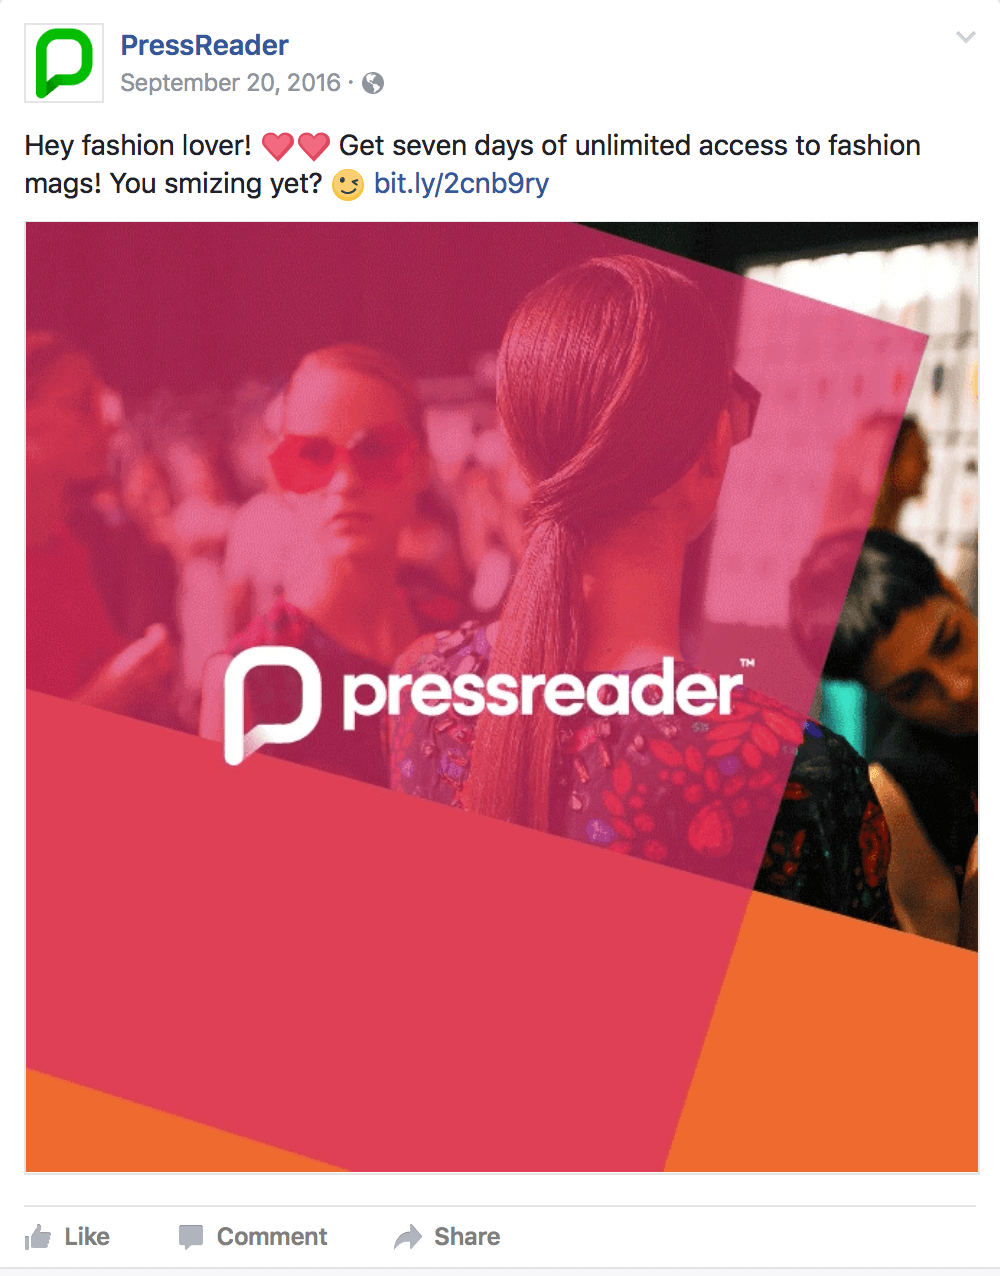 PressReader
September 20, 2016 ·
Hey fashion lover! ❤️❤️ Get seven days of unlimited access to fashion
mags! You smizing yet? 😉 bit.ly/2cnb9ry
pressreader™
Like Comment Share